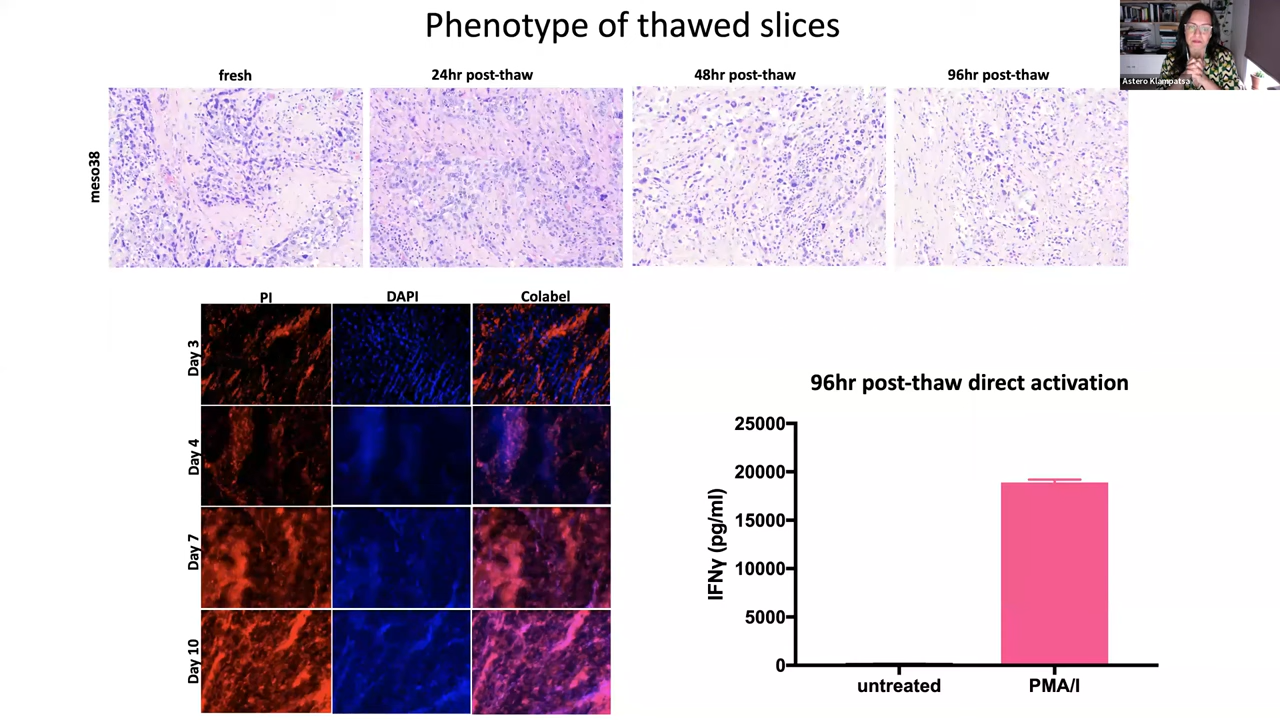 Phenotype of thawed slices
Astero Klampatsa
fresh
24hr post-thaw
48hr post-thaw
96hr post-thaw
meso38
PI
DAPI
Colabel
Day 3
Day 4
Day 7
Day 10
96hr post-thaw direct activation
IFNγ (pg/ml)
25000
20000
15000
10000
5000
0
untreated
PMA/I